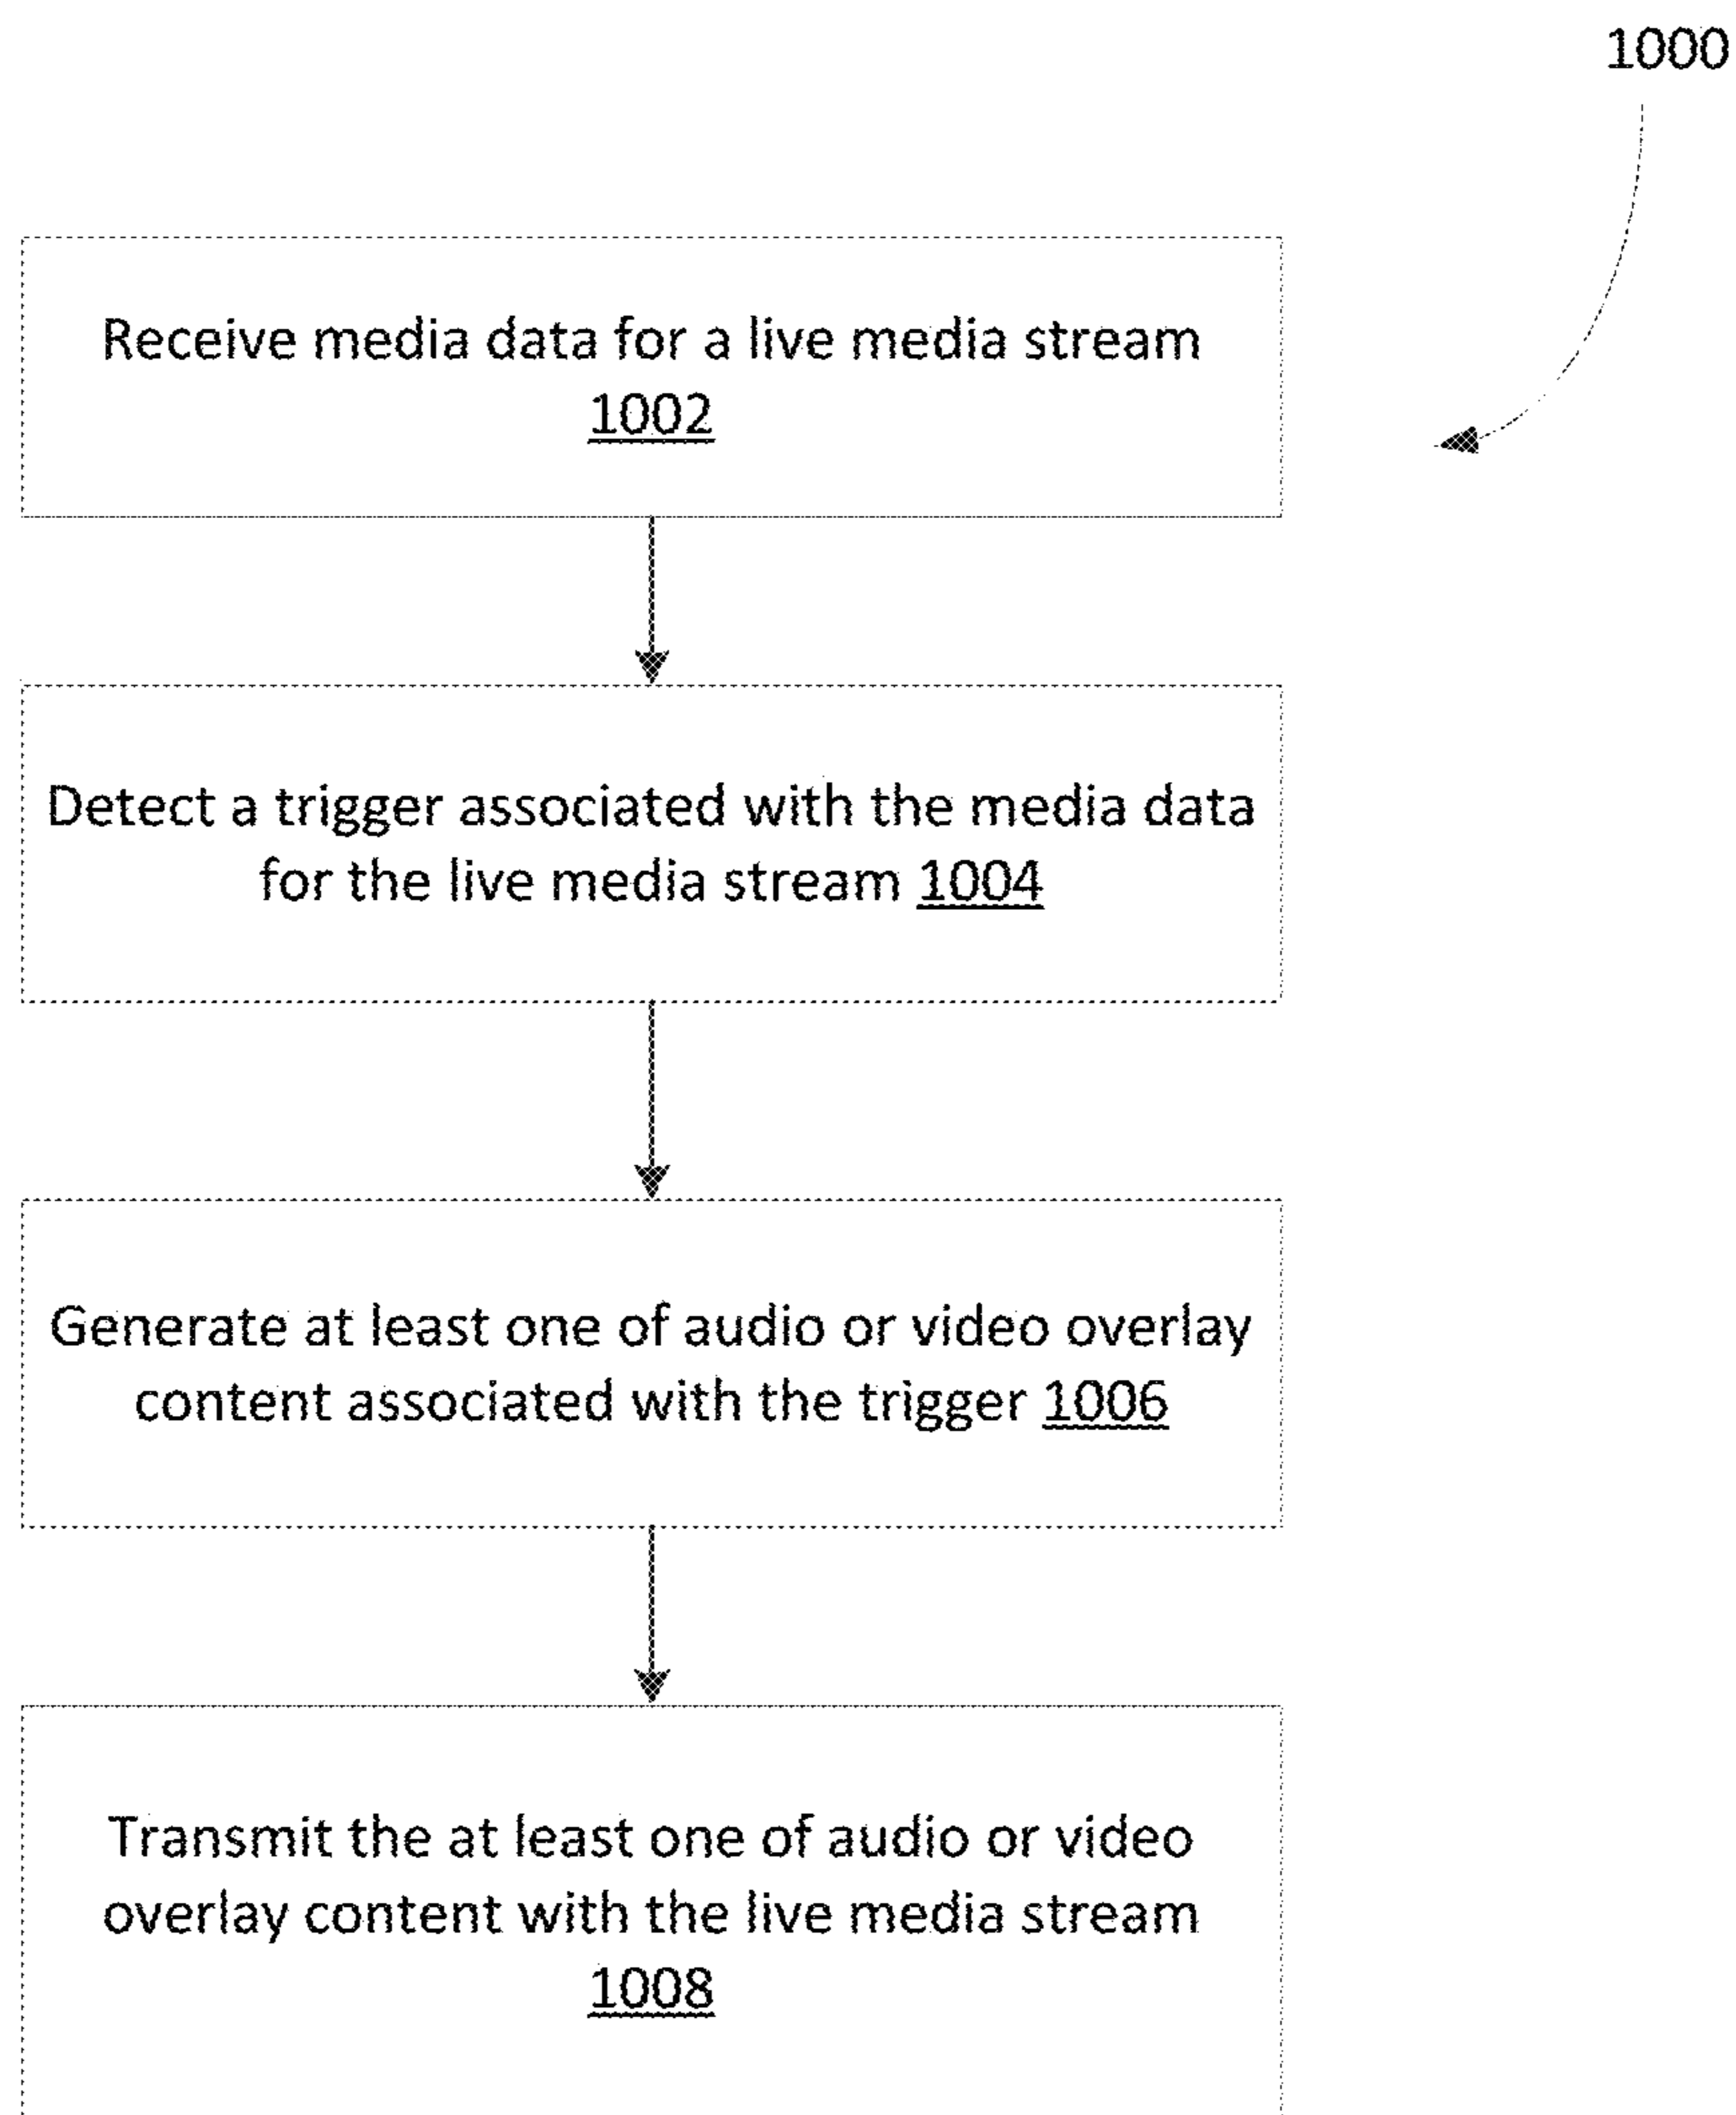 1000
Receive media data for a live media stream
1002
Detect a trigger associated with the media data
for the live media stream 1004
Generate at least one of audio or video overlay
content associated with the trigger 1006
Transmit the at least one of audio or video
overlay content with the live media stream
1008